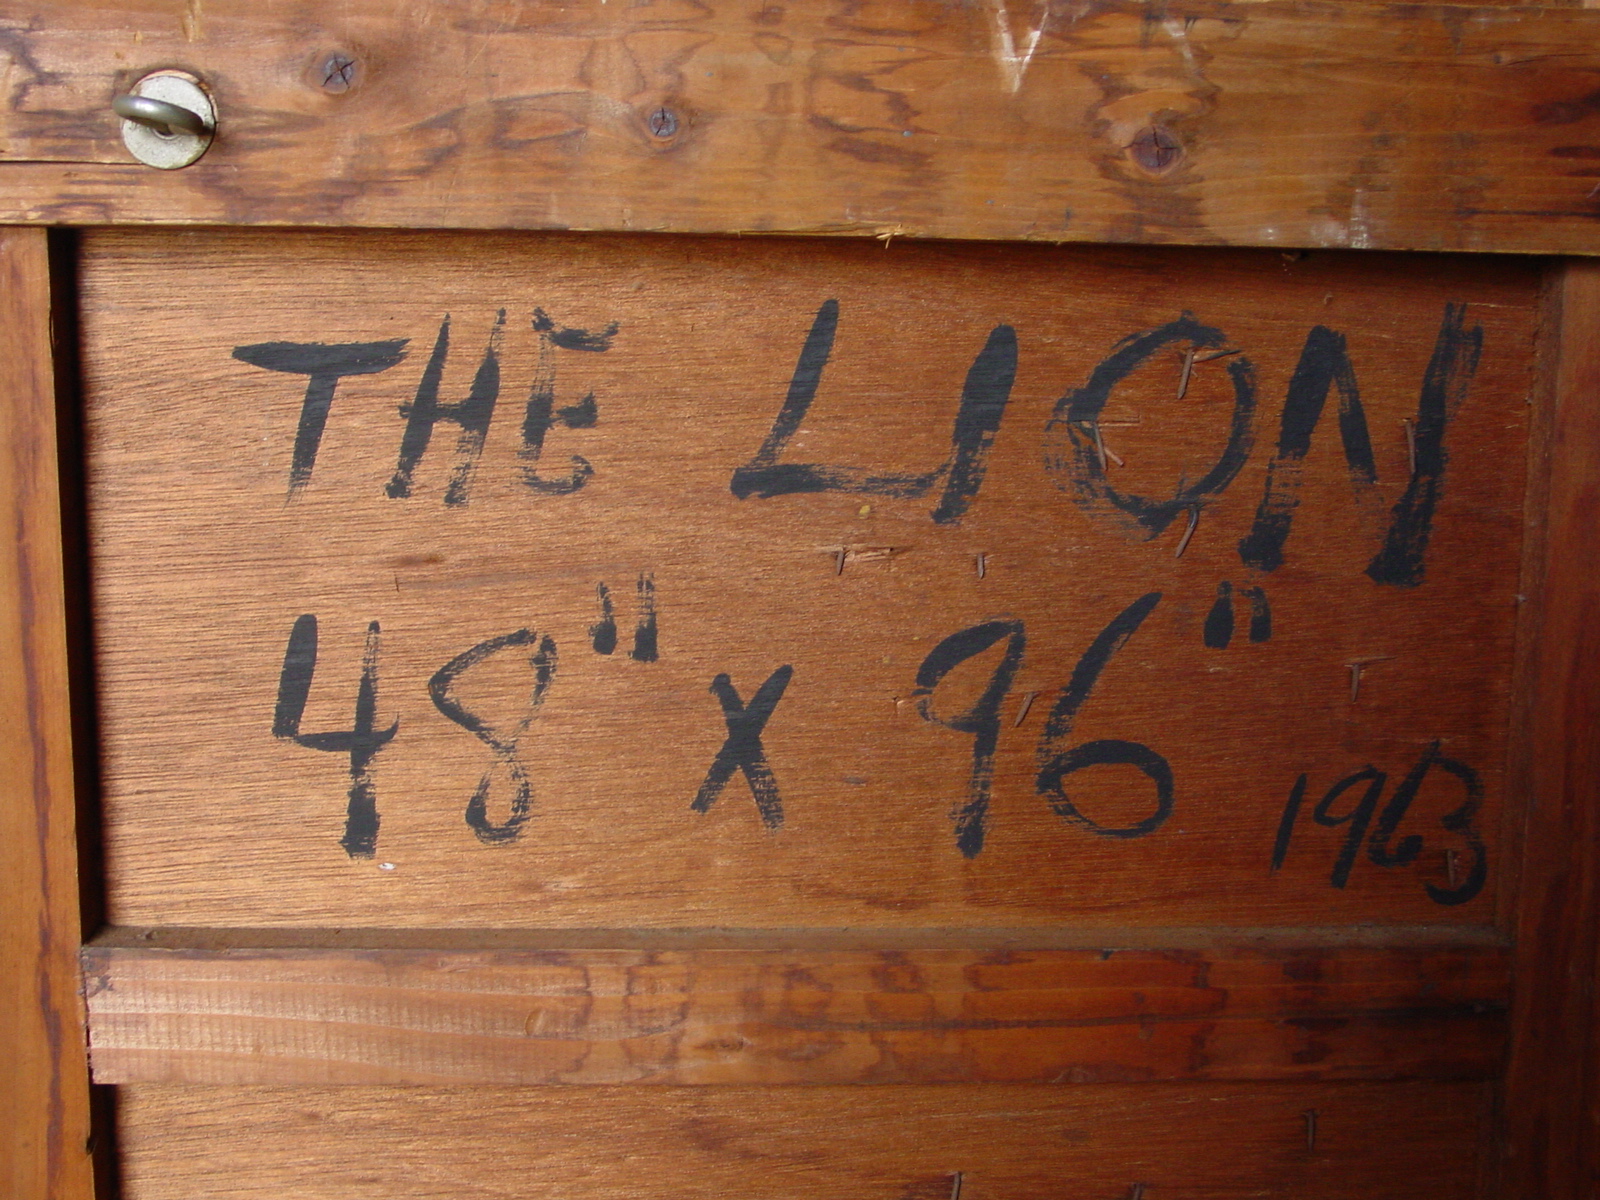 THE LION
48" x 96"
1963